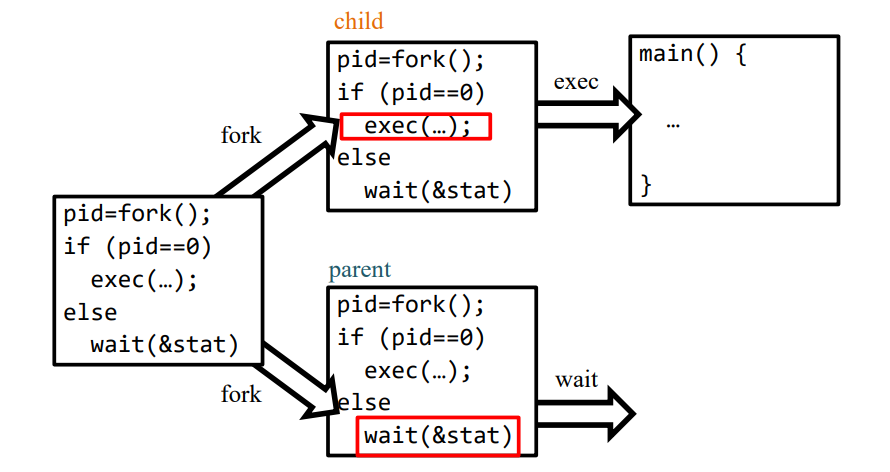 child
pid=fork();
if (pid==0)
exec(…);
else
wait(&stat)
exec
main() {
…
}
fork
pid=fork();
if (pid==0)
exec(…);
else
wait(&stat)
fork
parent
pid=fork();
if (pid==0)
exec(…);
else
wait(&stat)
wait